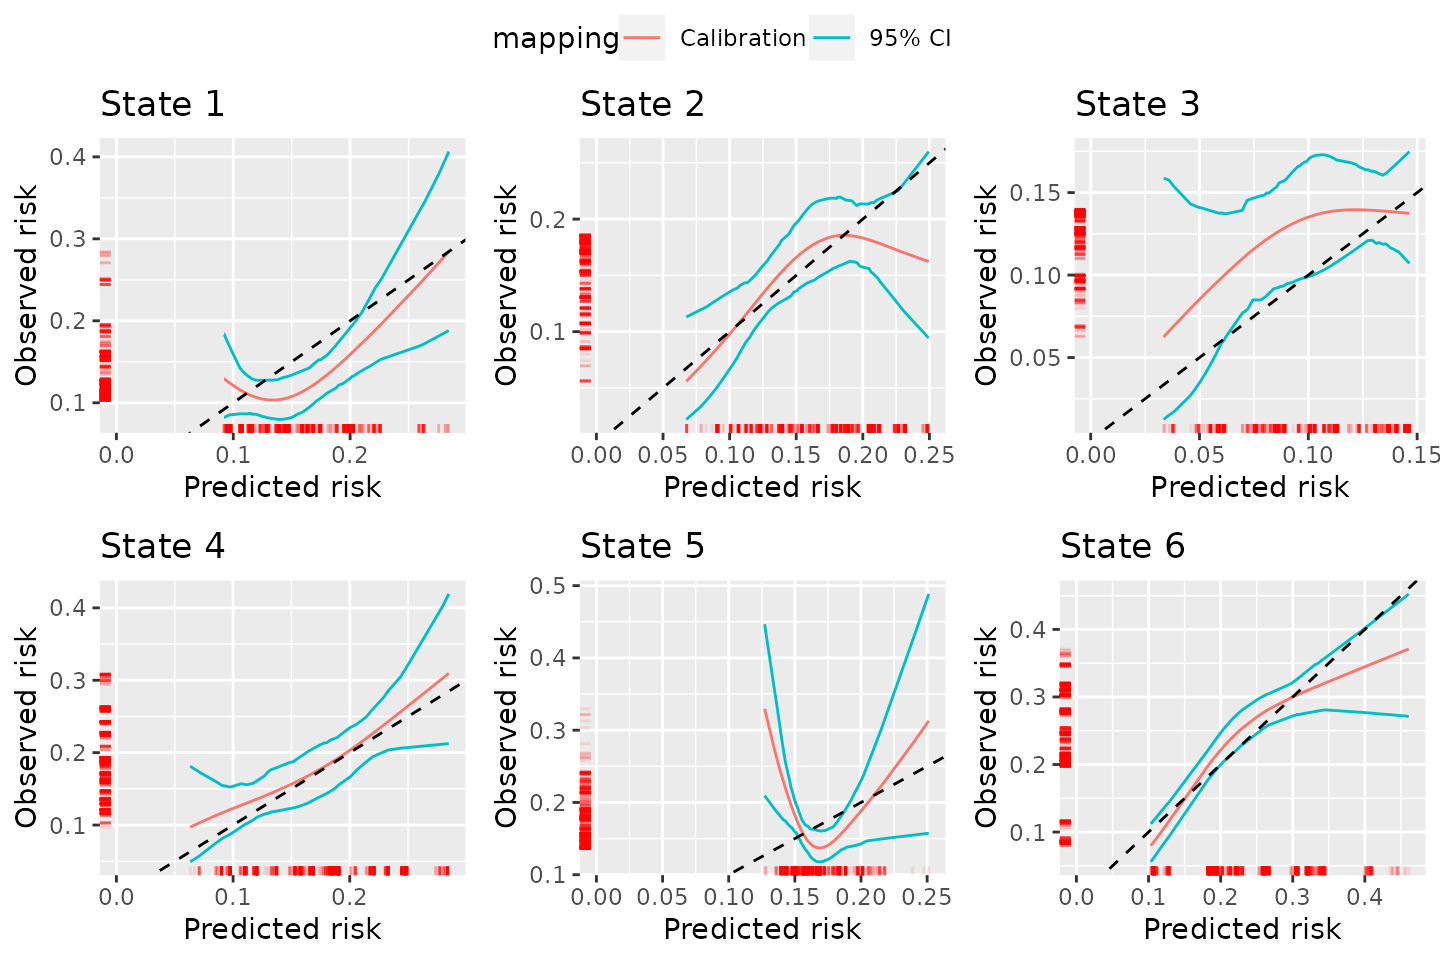 mapping Calibration 95% CI
State 1 State 2 State 3
Observed risk
0.4
0.3
0.2
0.1
0.0 0.1 0.2
Predicted risk
Observed risk
0.2
0.1
0.00 0.05 0.10 0.15 0.20 0.25
Predicted risk
Observed risk
0.15
0.10
0.05
0.00 0.05 0.10 0.15
Predicted risk
State 4 State 5 State 6
Observed risk
0.4
0.3
0.2
0.1
0.0 0.1 0.2
Predicted risk
Observed risk
0.5
0.4
0.3
0.2
0.1
0.00 0.05 0.10 0.15 0.20 0.25
Predicted risk
Observed risk
0.4
0.3
0.2
0.1
0.0 0.1 0.2 0.3 0.4
Predicted risk